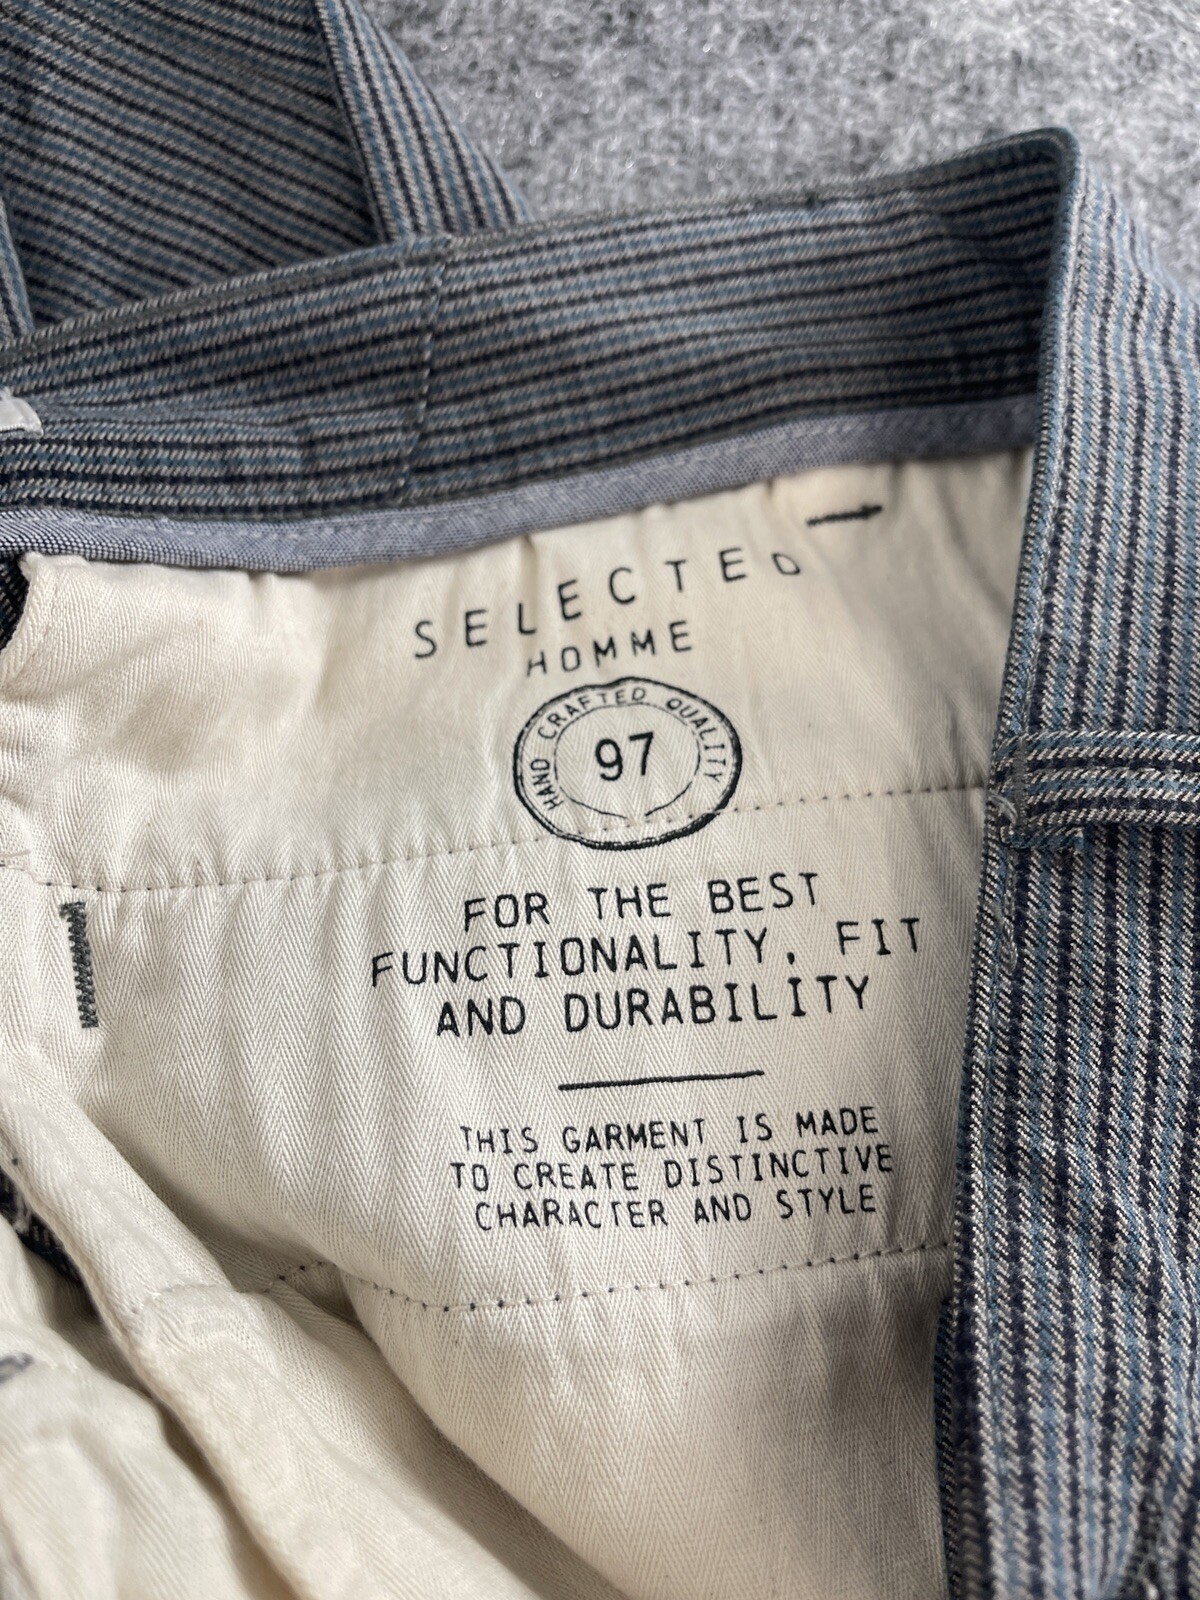 SELECTED
HOMME
HAND CRAFTED QUALITY
97
FOR THE BEST
FUNCTIONALITY, FIT
AND DURABILITY
THIS GARMENT IS MADE
TO CREATE DISTINCTIVE
CHARACTER AND STYLE